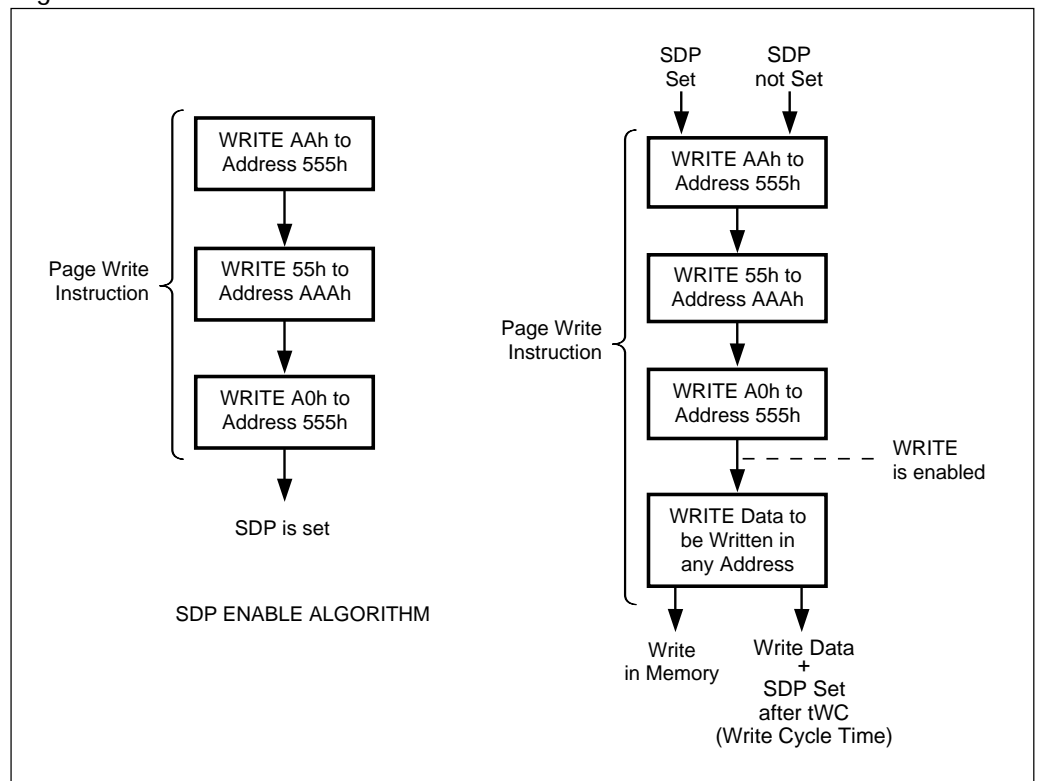 WRITE AAh to
Address 555h
Page Write
Instruction
WRITE 55h to
Address AAAh
WRITE A0h to
Address 555h
SDP is set
SDP ENABLE ALGORITHM
SDP
Set
SDP
not Set
WRITE AAh to
Address 555h
WRITE 55h to
Address AAAh
Page Write
Instruction
WRITE A0h to
Address 555h
WRITE
is enabled
WRITE Data to
be Written in
any Address
Write
in Memory
Write Data
+
SDP Set
after tWC
(Write Cycle Time)